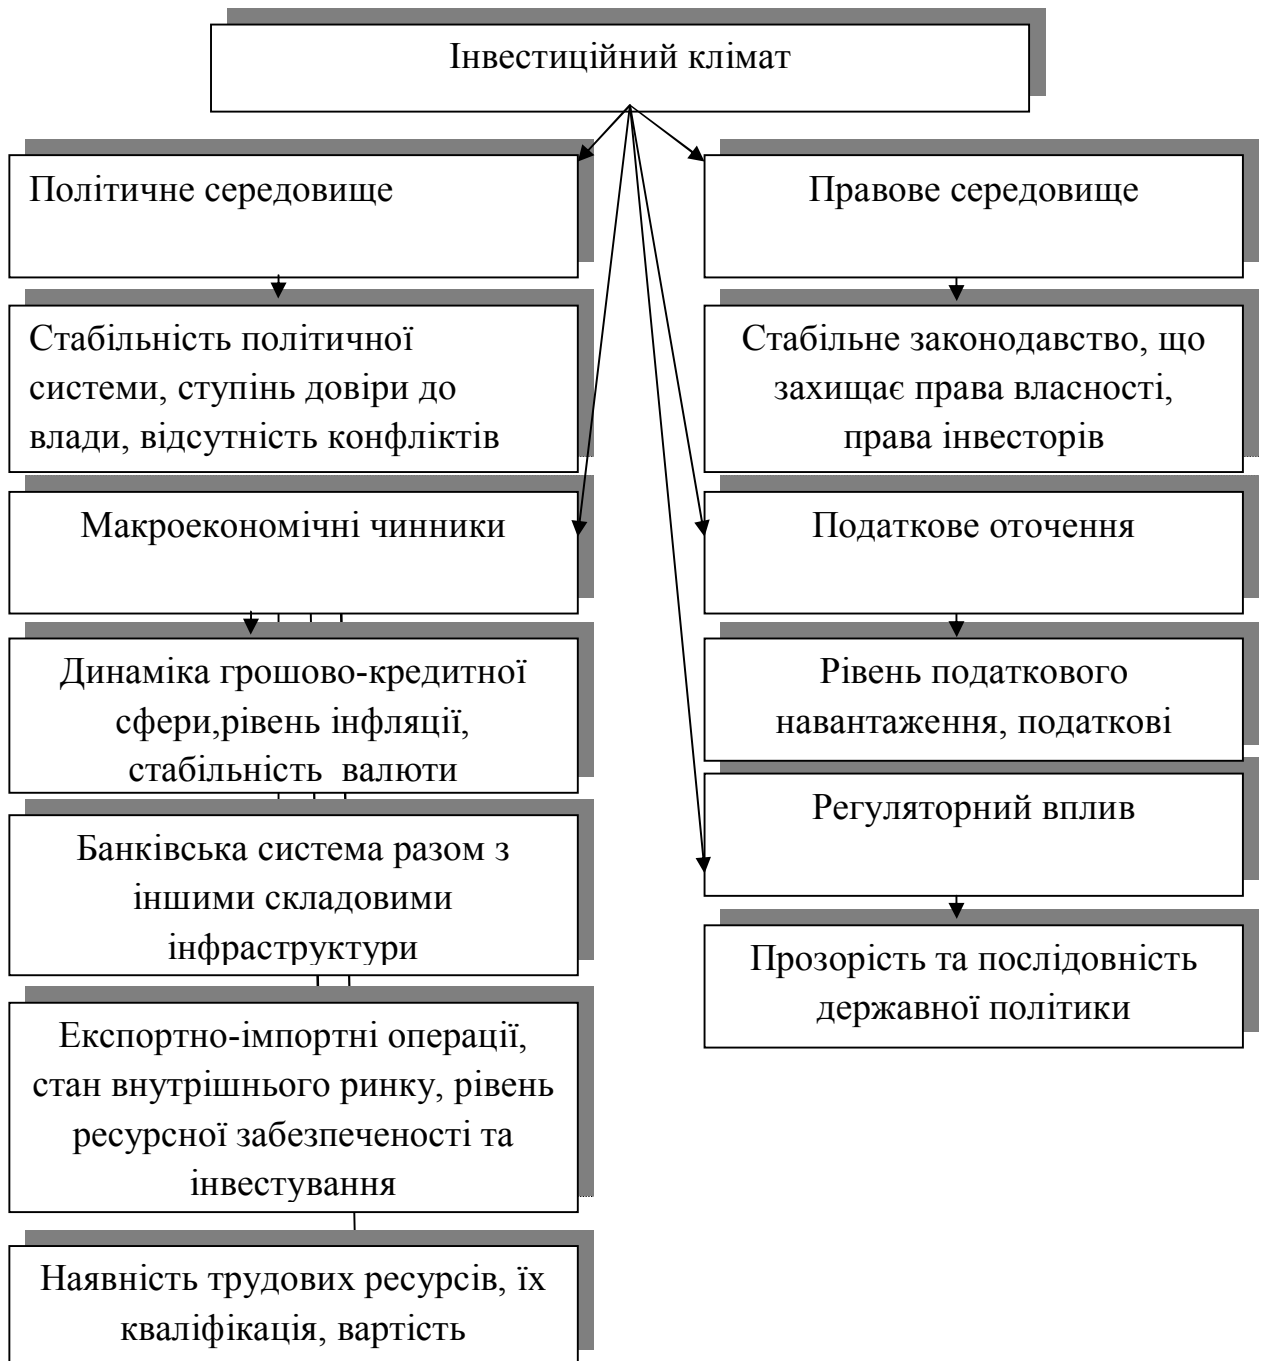 Інвестиційний клімат
Політичне середовище
Правове середовище
Стабільність політичної
системи, ступінь довіри до
влади, відсутність конфліктів
Стабільне законодавство, що
захищає права власності,
права інвесторів
Макроекономічні чинники
Податкове оточення
Динаміка грошово-кредитної
сфери,рівень інфляції,
стабільність валюти
Рівень податкового
навантаження, податкові
Регуляторний вплив
Банківська система разом з
іншими складовими
інфраструктури
Прозорість та послідовність
державної політики
Експортно-імпортні операції,
стан внутрішнього ринку, рівень
ресурсної забезпеченості та
інвестування
Наявність трудових ресурсів, їх
кваліфікація, вартість